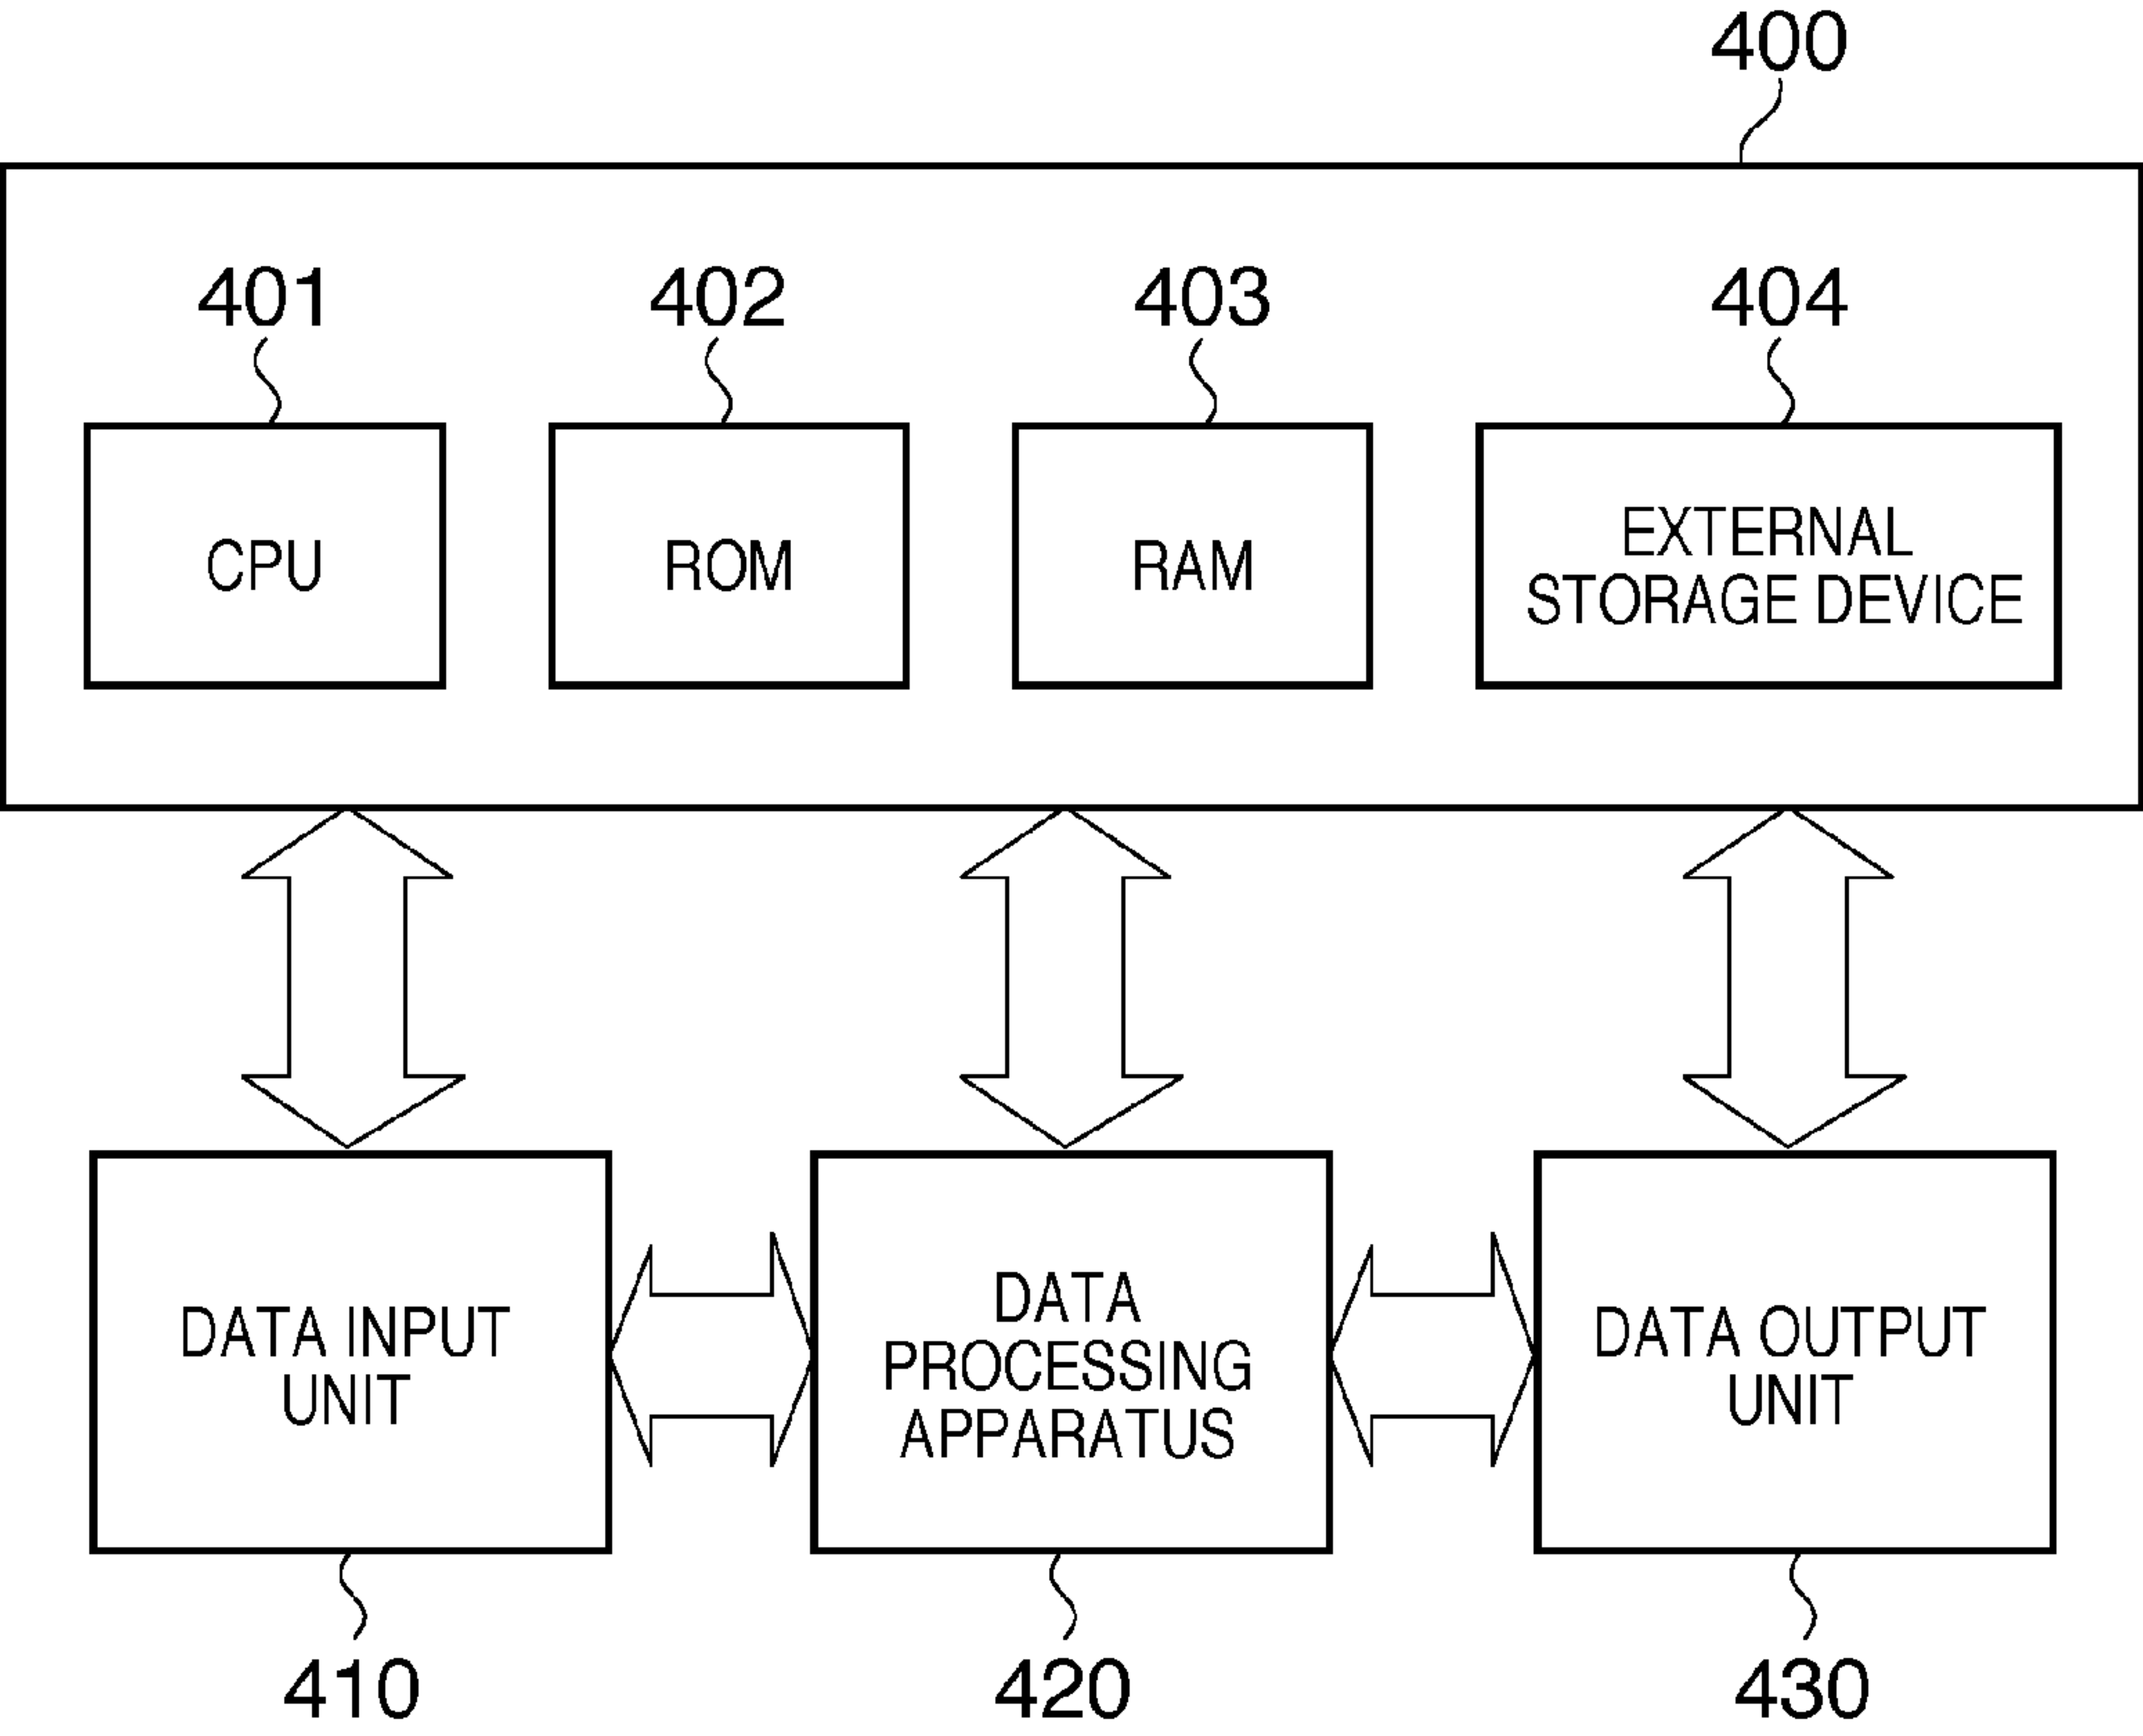 400
401
402
403
404
CPU
ROM
RAM
EXTERNAL
STORAGE DEVICE
DATA INPUT
UNIT
DATA
PROCESSING
APPARATUS
DATA OUTPUT
UNIT
410
420
430